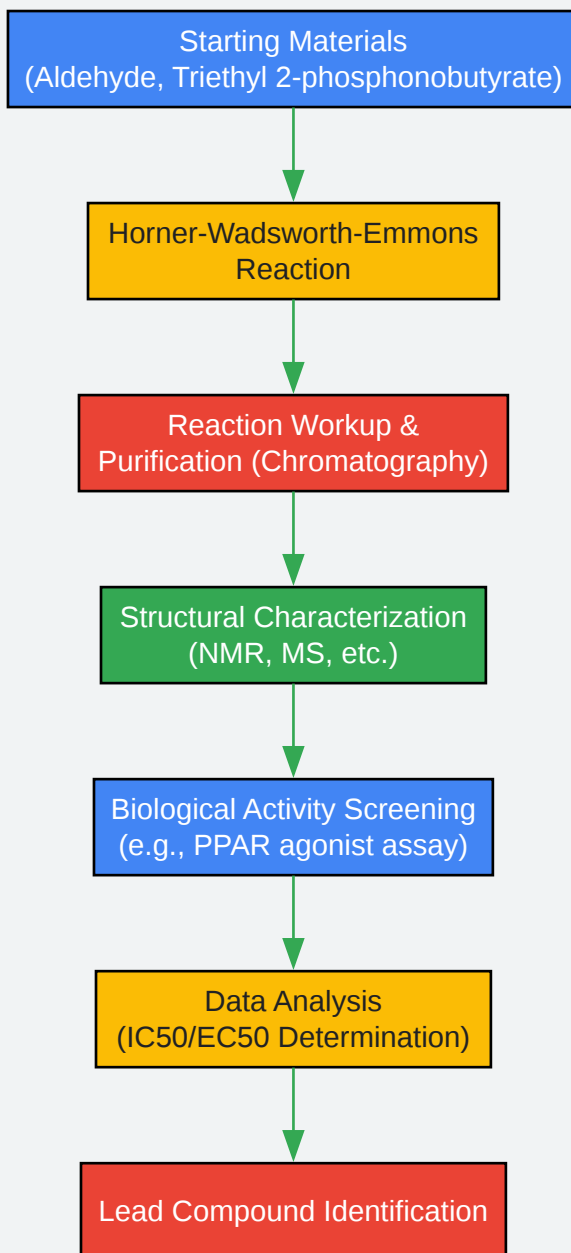 Starting Materials
(Aldehyde, Triethyl 2-phosphonobutyrate)
Horner-Wadsworth-Emmons
Reaction
Reaction Workup &
Purification (Chromatography)
Structural Characterization
(NMR, MS, etc.)
Biological Activity Screening
(e.g., PPAR agonist assay)
Data Analysis
(IC50/EC50 Determination)
Lead Compound Identification